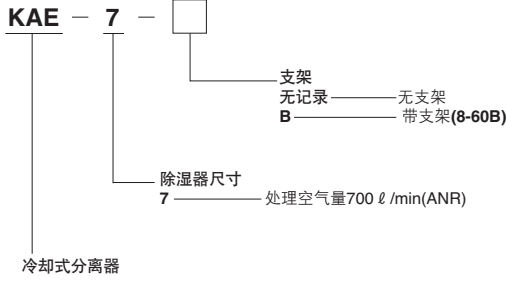 KAE － 7 － □
支架
无记录 无支架
B 带支架(8-60B)
除湿器尺寸
7 处理空气量700 ℓ /min(ANR)
冷却式分离器